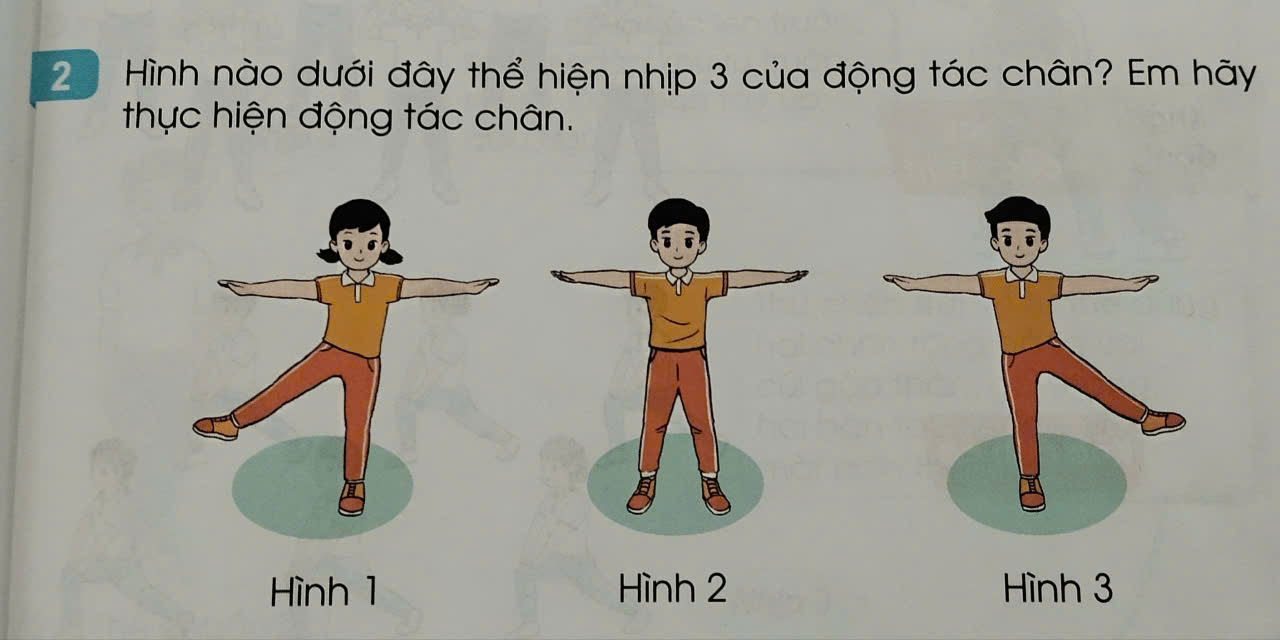 2
Hình nào dưới đây thể hiện nhịp 3 của động tác chân? Em hãy
thực hiện động tác chân.
Hình 1
Hình 2
Hình 3